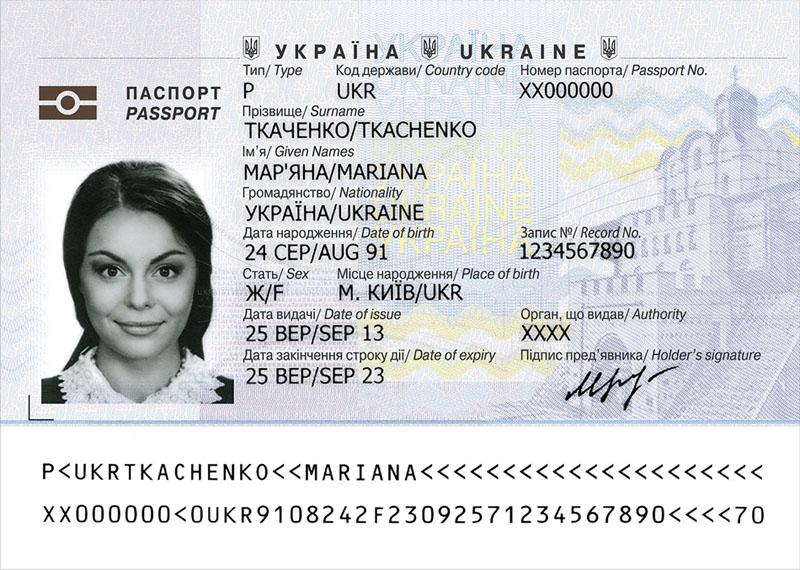 УКРАЇНА UKRAINE
Тип/ Type Код держави/ Country code Номер паспорта/ Passport No.
ПАСПОРТ P UKR XX000000
PASSPORT
Прізвище/ Surname
ТКАЧЕНКО/TKACHENKO
Ім'я/ Given Names
МАР'ЯНА/MARIANA
Громадянство/ Nationality
УКРАЇНА/UKRAINE
Дата народження/ Date of birth Запис №/ Record No.
24 СЕР/AUG 91 1234567890
Стать/ Sex Місце народження/ Place of birth
Ж/F М. КИЇВ/UKR
Дата видачі/ Date of issue Орган, що видав/ Authority
25 ВЕР/SEP 13 XXXX
Дата закінчення строку дії/ Date of expiry Підпис пред'явника/ Holder's signature
25 ВЕР/SEP 23
P<UKRTKACHENKO<<MARIANA<<<<<<<<<<<<<<<<<<<<<
XX000000<0UKR9108242F23092571234567890<<<<70